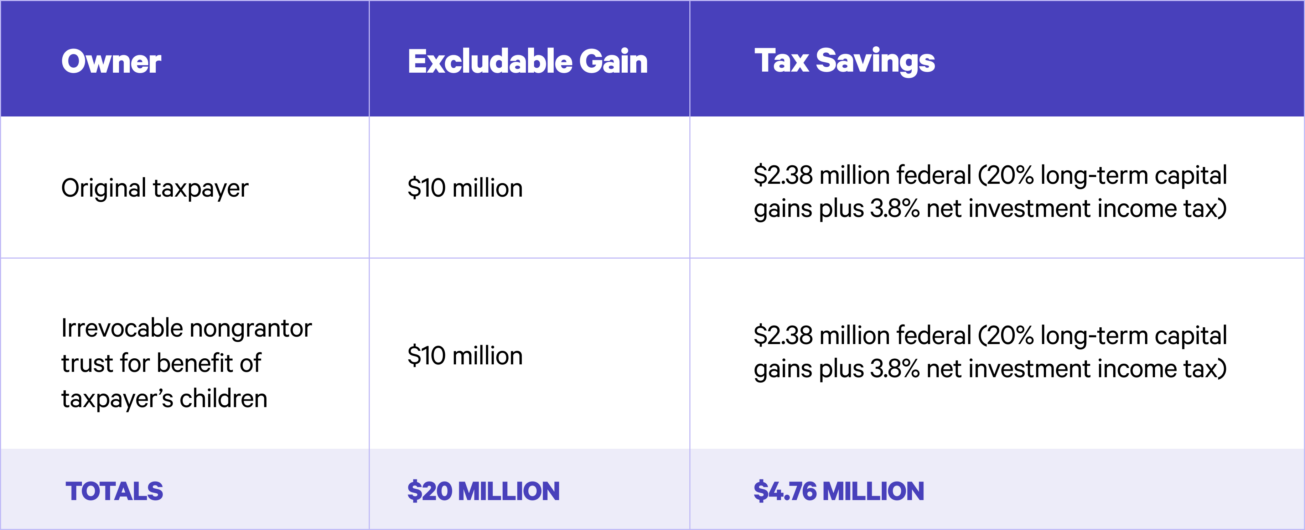 Owner
Excludable Gain
Tax Savings
Original taxpayer
$10 million
$2.38 million federal (20% long-term capital
gains plus 3.8% net investment income tax)
Irrevocable nongrantor
trust for benefit of
taxpayer’s children
$10 million
$2.38 million federal (20% long-term capital
gains plus 3.8% net investment income tax)
TOTALS
$20 MILLION
$4.76 MILLION